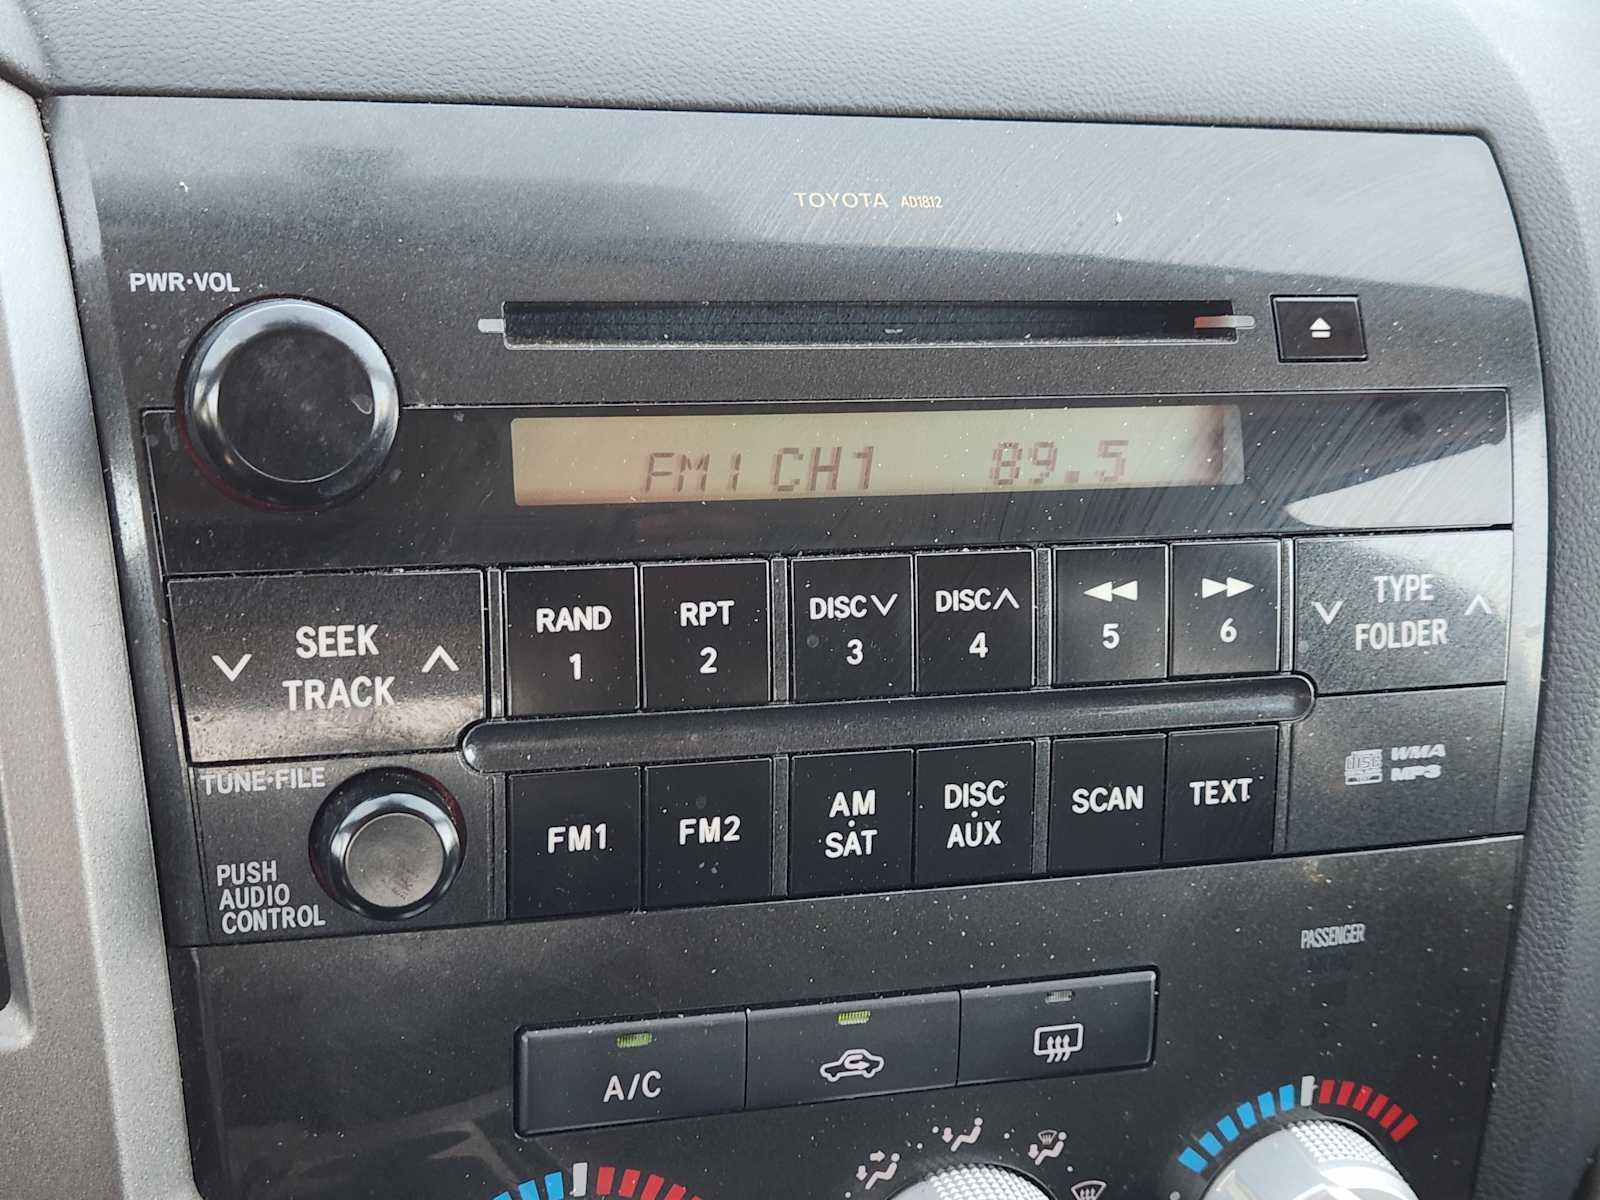 TOYOTA AD1812
PWR·VOL
FM1 CH1 89.5
SEEK
TRACK
RAND
1
RPT
2
DISC
3
DISC
4
5
6
TYPE
FOLDER
TUNE·FILE
PUSH
AUDIO
CONTROL
FM1
FM2
AM
·
SAT
DISC
·
AUX
SCAN
TEXT
DISC
WMA
MP3
PASSENGER
A/C